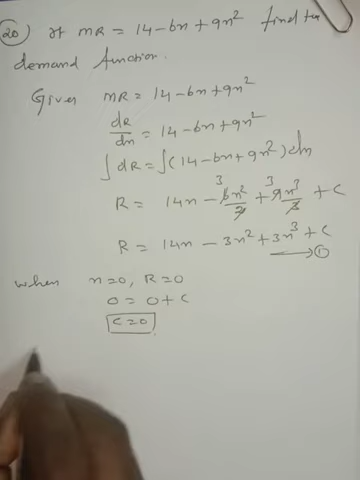 20) If MR = 14 - 6x + 9x² find the
demand function.
Given MR = 14 - 6x + 9x²
dR/dx = 14 - 6x + 9x²
∫dR = ∫(14 - 6x + 9x²) dx
R = 14x - 6x²/2 3 + 9x³/3 3 + C
R = 14x - 3x² + 3x³ + C → ①
when x=0, R=0
0 = 0 + C
C=0